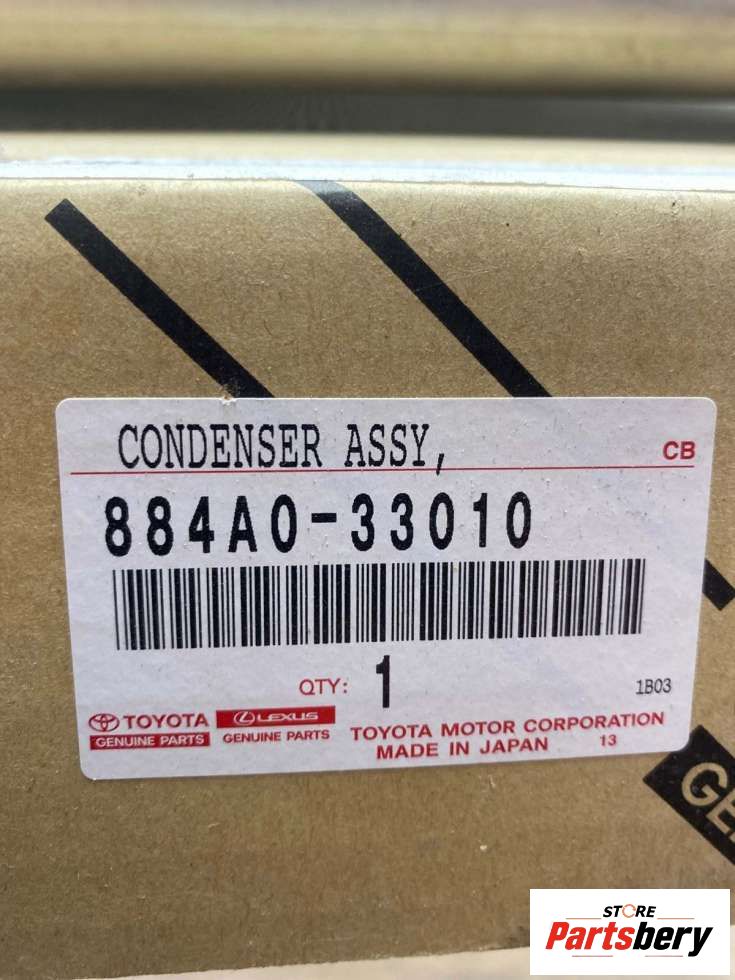 CONDENSER ASSY,
CB
884A0-33010
QTY: 1
1B03
TOYOTA
GENUINE PARTS
LEXUS
GENUINE PARTS
TOYOTA MOTOR CORPORATION
MADE IN JAPAN 13
STORE
Partsbery